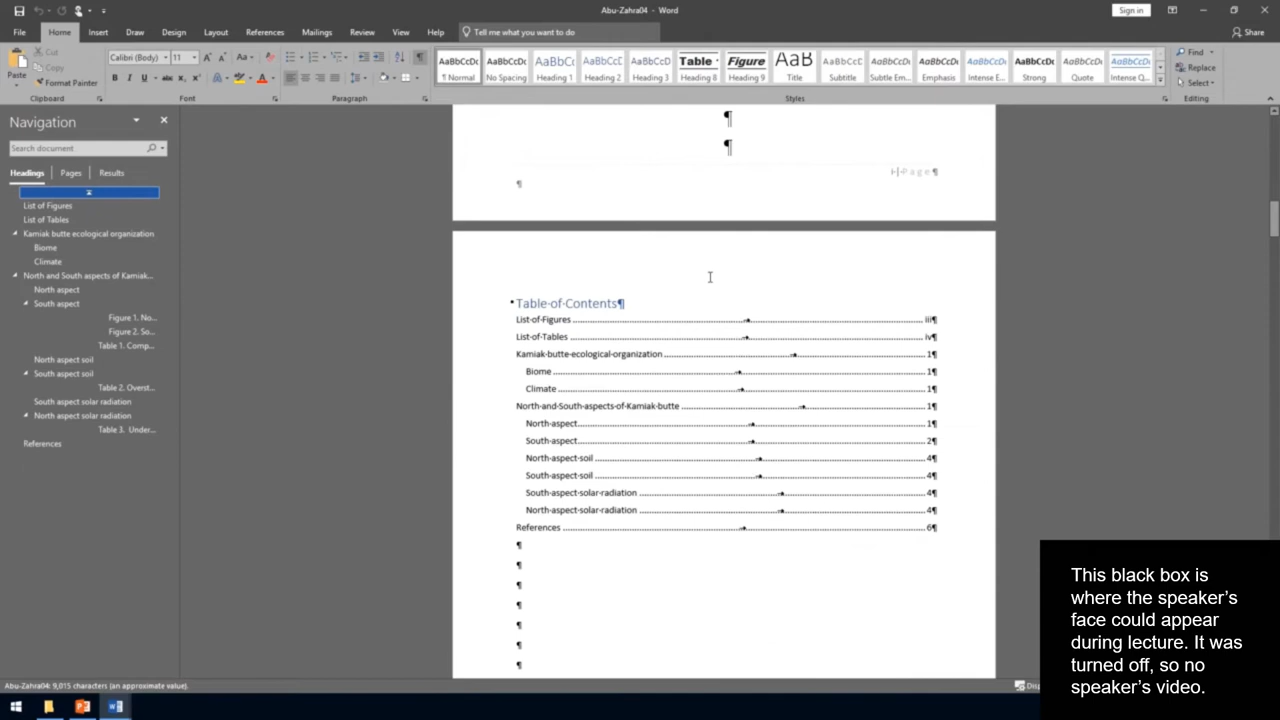 Abu-Zahra04 - Word
Sign in
File Home Insert Draw Design Layout References Mailings Review View Help Tell me what you want to do Share
Paste
Cut
Copy
Format Painter
Clipboard
Calibri (Body) 11
Font
Paragraph
AaBbCcDc AaBbCcDc AaBbCc AaBbCcD AaBbCcD Table Figure AaB AaBbCcD AaBbCcDc AaBbCcDc AaBbCcDc AaBbCcDc AaBbCcDc AaBbCcDc
¶ Normal No Spacing Heading 1 Heading 2 Heading 3 Heading 8 Heading 9 Title Subtitle Subtle Em... Emphasis Intense E... Strong Quote Intense Q...
Styles
Find
Replace
Select
Editing
Navigation
Search document
Headings Pages Results
List of Figures
List of Tables
Kamiak butte ecological organization
Biome
Climate
North and South aspects of Kamiak...
North aspect
South aspect
Figure 1. No...
Figure 2. So...
Table 1. Comp...
North aspect soil
South aspect soil
Table 2. Overst...
South aspect solar radiation
North aspect solar radiation
Table 3. Under...
References
¶
¶
Page ¶
¶
Table·of·Contents¶
List·of·Figures iii¶
List·of·Tables iv¶
Kamiak·butte·ecological·organization 1¶
Biome 1¶
Climate 1¶
North·and·South·aspects·of·Kamiak·butte 1¶
North·aspect 1¶
South·aspect 2¶
North·aspect·soil 4¶
South·aspect·soil 4¶
South·aspect·solar·radiation 4¶
North·aspect·solar·radiation 4¶
References 6¶
¶
¶
¶
¶
¶
¶
¶
This black box is
where the speaker's
face could appear
during lecture. It was
turned off, so no
speaker's video.
Abu-Zahra04: 9,015 characters (an approximate value).